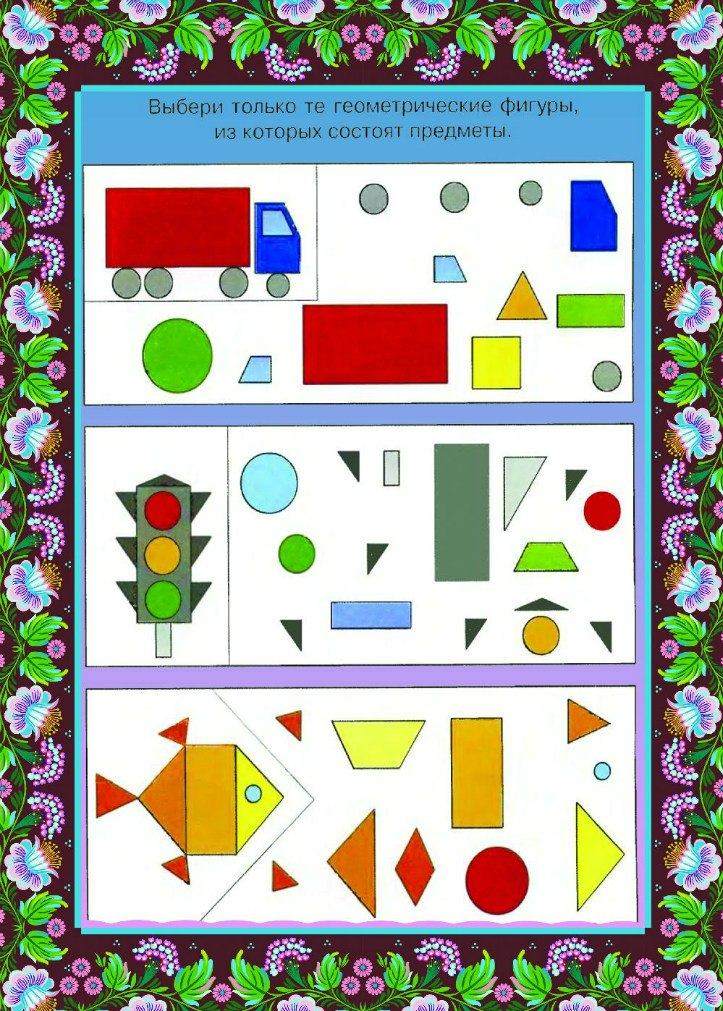 Выбери только те геометрические фигуры,
из которых состоят предметы.